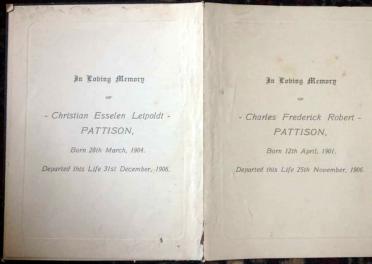 In Loving Memory
OF
- Christian Esselen Leipoldt -
PATTISON,
Born 28th March, 1904.
Departed this Life 31st December, 1906.
In Loving Memory
OF
- Charles Frederick Robert -
PATTISON,
Born 12th April, 1901.
Departed this Life 25th November, 1906.